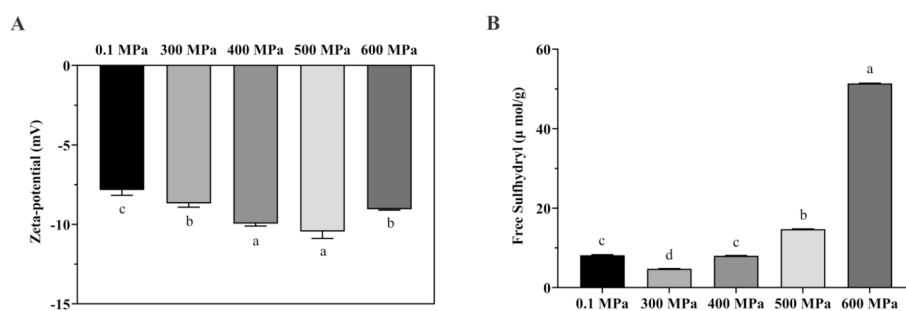 A
0.1 MPa 300 MPa 400 MPa 500 MPa 600 MPa
0
-5
-10
-15
Zeta-potential (mV)
c
b
a
a
b
B
60
40
20
0
Free Sulfhydryl (μ mol/g)
c
d
c
b
a
0.1 MPa 300 MPa 400 MPa 500 MPa 600 MPa